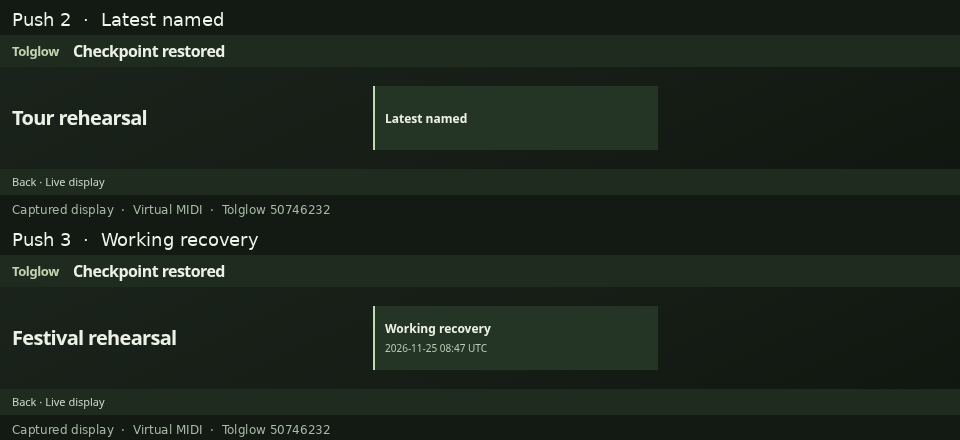 Push 2 · Latest named
Tolglow Checkpoint restored
Tour rehearsal
Latest named
Back · Live display
Captured display · Virtual MIDI · Tolglow 50746232
Push 3 · Working recovery
Tolglow Checkpoint restored
Festival rehearsal
Working recovery
2026-11-25 08:47 UTC
Back · Live display
Captured display · Virtual MIDI · Tolglow 50746232